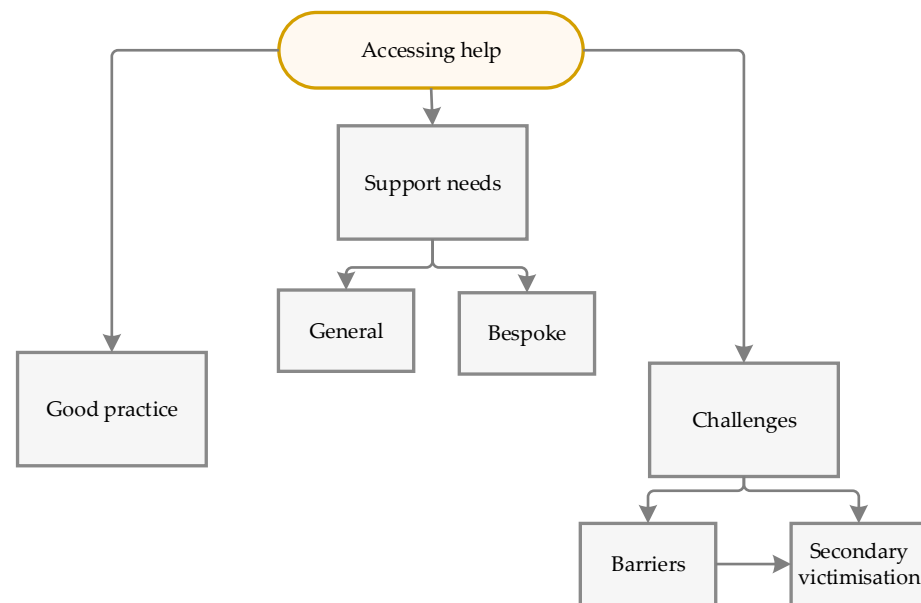 Accessing help
Support needs
General
Bespoke
Good practice
Challenges
Barriers
Secondary
victimisation